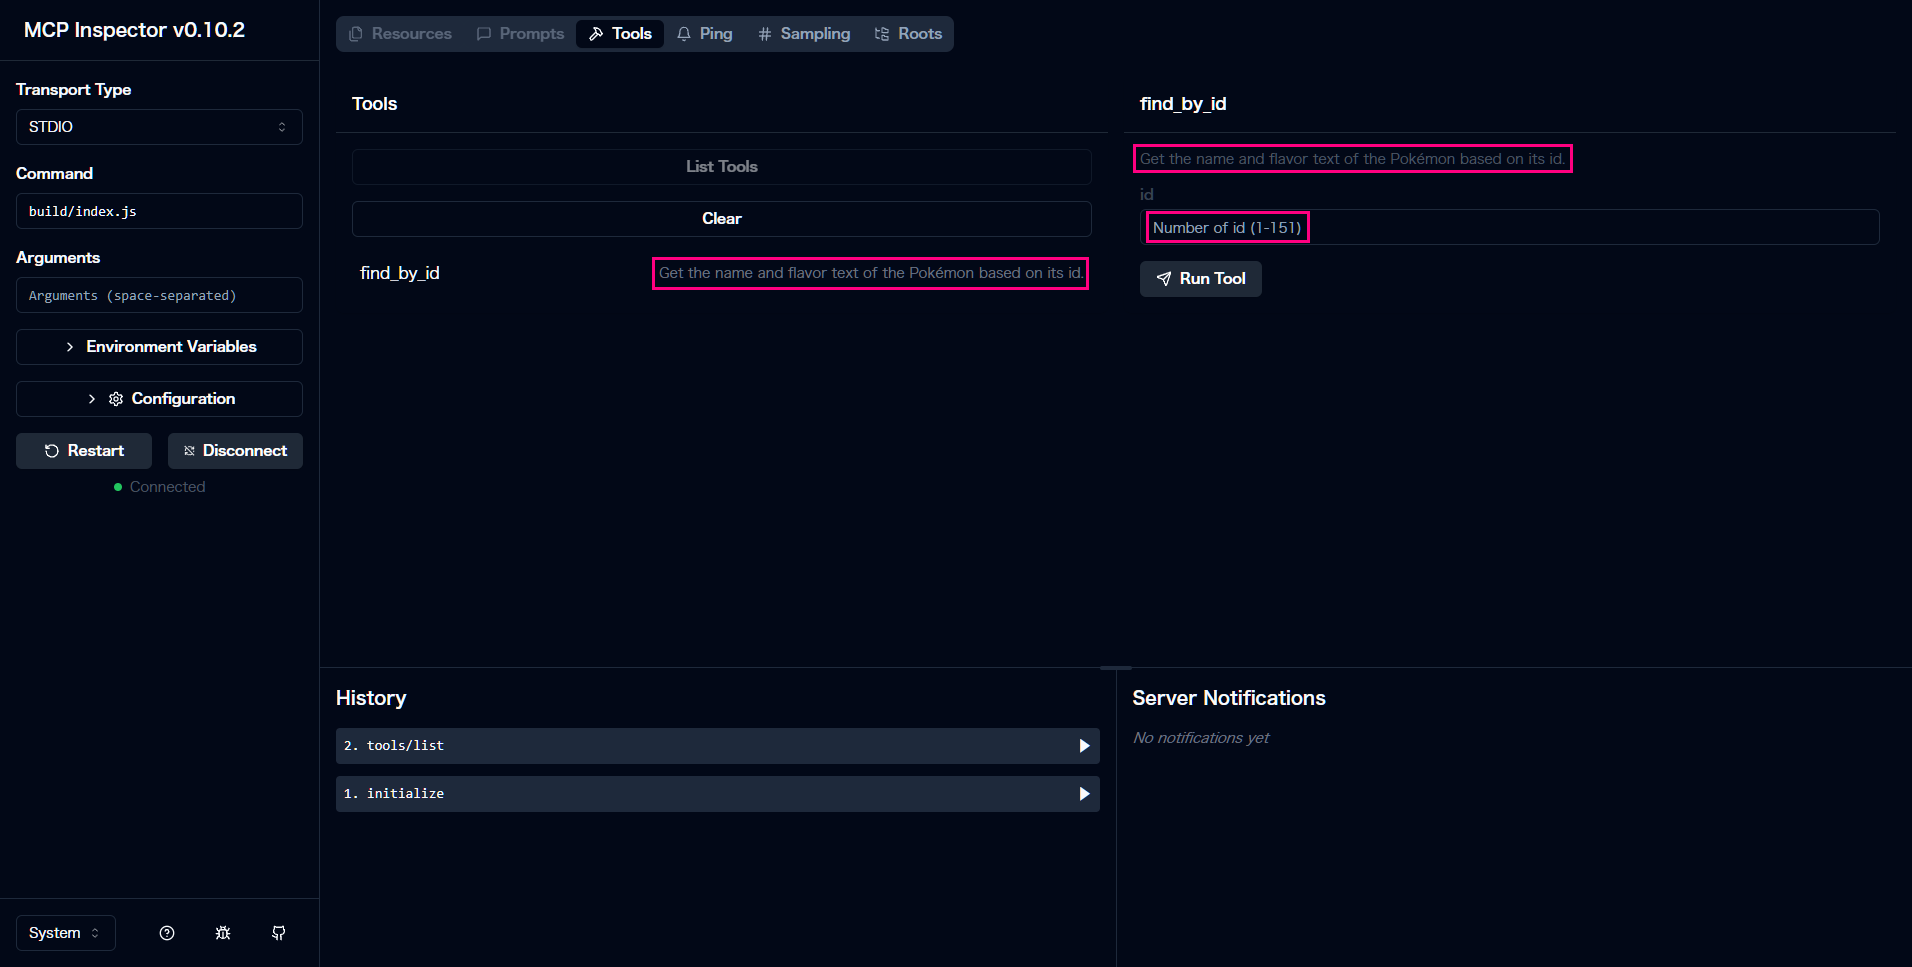 MCP Inspector v0.10.2
Transport Type
STDIO
Command
build/index.js
Arguments
Arguments (space-separated)
Environment Variables
Configuration
Restart
Disconnect
Connected
System
Resources
Prompts
Tools
Ping
Sampling
Roots
Tools
List Tools
Clear
find_by_id
Get the name and flavor text of the Pokémon based on its id.
find_by_id
Get the name and flavor text of the Pokémon based on its id.
id
Number of id (1-151)
Run Tool
History
2. tools/list
1. initialize
Server Notifications
No notifications yet